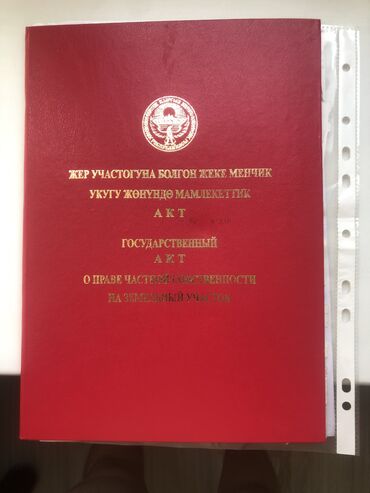 ЖЕР УЧАСТОГУНА БОЛГОН ЖЕКЕ МЕНЧИК
УКУГУ ЖӨНҮНДӨ МАМЛЕКЕТТИК
АКТ
ГОСУДАРСТВЕННЫЙ
АКТ
О ПРАВЕ ЧАСТНОЙ СОБСТВЕННОСТИ
НА ЗЕМЕЛЬНЫЙ УЧАСТОК